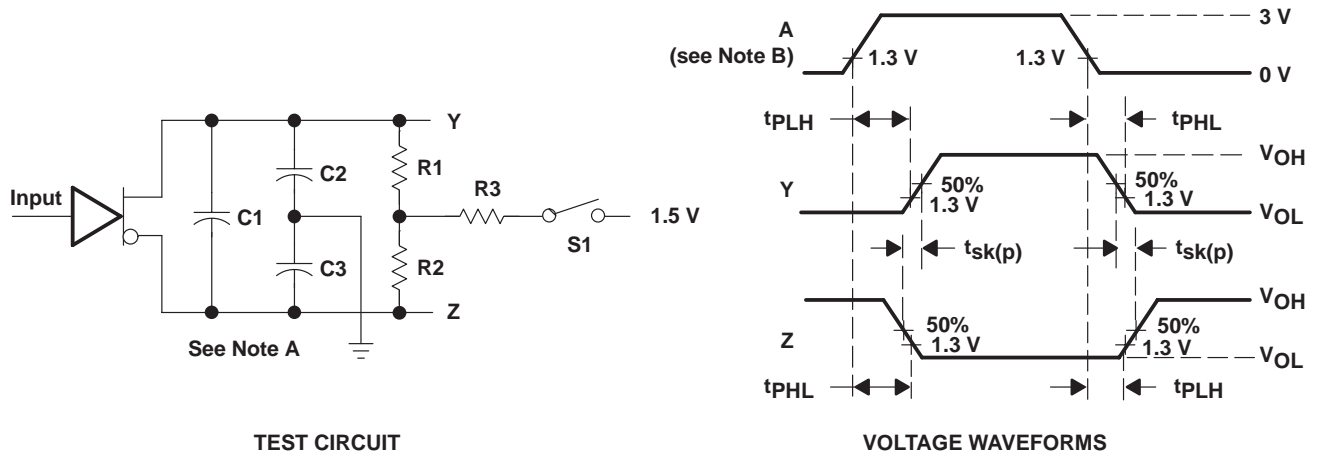 Input
C1
C2
C3
R1
R2
R3
S1
1.5 V
Y
Z
See Note A
TEST CIRCUIT
A
(see Note B)
1.3 V
1.3 V
3 V
0 V
tPLH
tPHL
Y
50%
1.3 V
50%
1.3 V
VOH
VOL
tsk(p)
tsk(p)
Z
50%
1.3 V
50%
1.3 V
VOH
VOL
tPHL
tPLH
VOLTAGE WAVEFORMS